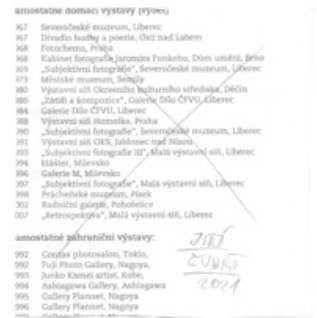 amostatné domácí výstavy (výběr)
967 Severočeské muzeum, Liberec
967 Divadlo hudby a poezie, Ústí nad Labem
968 Fotochema, Praha
968 Kabinet fotografie Jaromíra Funkeho, Dům umění, Brno
969 „Subjektivní fotografie", Severočeské muzeum, Liberec
973 Městské muzeum, Semily
980 Výstavní síň Okresního kulturního střediska, Děčín
980 „Zátiší a kompozice", Galerie Dílo ČFVU, Liberec
984 Galerie Dílo ČFVU, Liberec
988 Výstavní síň Homolka, Praha
990 „Subjektivní fotografie", Severočeské muzeum, Liberec
991 Výstavní síň OKS, Jablonec nad Nisou
993 „Subjektivní fotografie III", Malá výstavní síň, Liberec
994 klášter, Milevsko
996 Galerie M, Milevsko
997 „Subjektivní fotografie", Malá výstavní síň, Liberec
998 Prácheňské muzeum, Písek
002 Radniční galerie, Pohořelice
007 „Retrospektiva", Malá výstavní síň, Liberec
amostatné zahraniční výstavy:
992 Contax photosalon, Tokio,
992 Fuji Photo Gallery, Nagoya,
993 Junko Kamei artist, Kobe,
994 Ashiagawa Gallery, Ashiagawa
995 Gallery Plannet, Nagoya
996 Gallery Plannet, Nagoya
JIŘÍ
2021